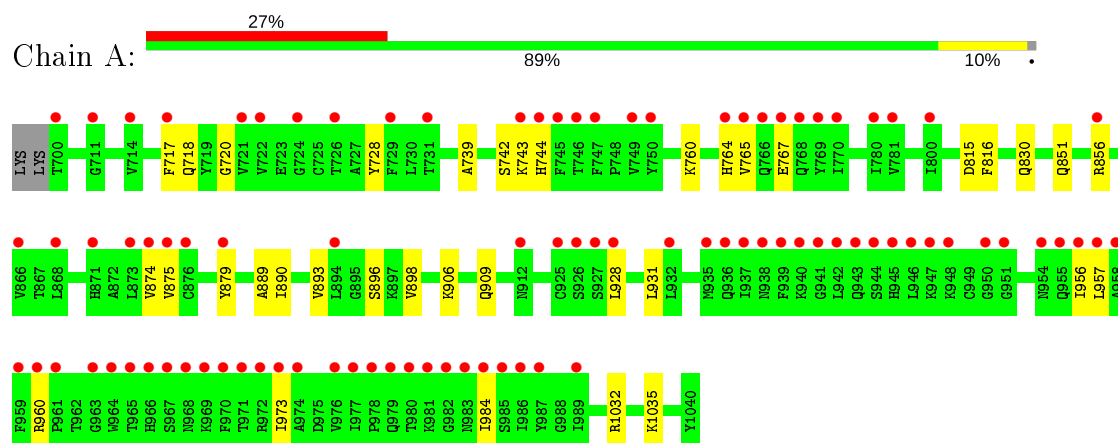 27%
Chain A:
89% 10%
LYS LYS T700 G711 V714 F717 Q718 Y719 G720 V721 V722 E723 G724 C725 T726 A727 Y728 F729 L730 T731 A739 S742 K743 H744 F745 T746 F747 P748 V749 Y750 K760 H764 V765 Q766 E767 Q768 Y769 I770 I780 V781 I800 D815 F816 Q830 Q851 R856
V866 T867 L868 H871 A872 L873 V874 V875 C876 Y879 A889 I890 V893 L894 G895 S896 K897 V898 K906 Q909 N912 C925 S926 S927 L928 L931 L932 M935 Q936 I937 N938 F939 K940 G941 L942 Q943 S944 H945 L946 K947 K948 C949 G950 G951 N954 Q955 I956 L957 A958
F959 R960 P961 T962 G963 W964 T965 H966 S967 N968 K969 F970 T971 R972 I973 A974 D975 V976 I977 P978 Q979 T980 K981 G982 N983 I984 S985 I986 Y987 G988 I989 R1032 K1035 Y1040